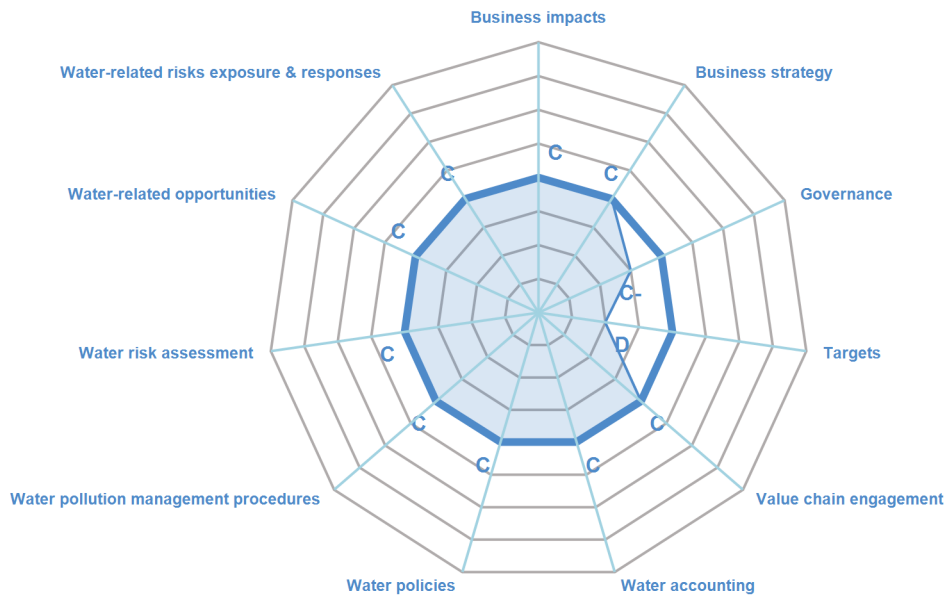 Business impacts
Water-related risks exposure & responses
Business strategy
C
C
C
Water-related opportunities
Governance
C
C-
D
Water risk assessment
Targets
C
C
C
C
C
Water pollution management procedures
Value chain engagement
Water policies
Water accounting